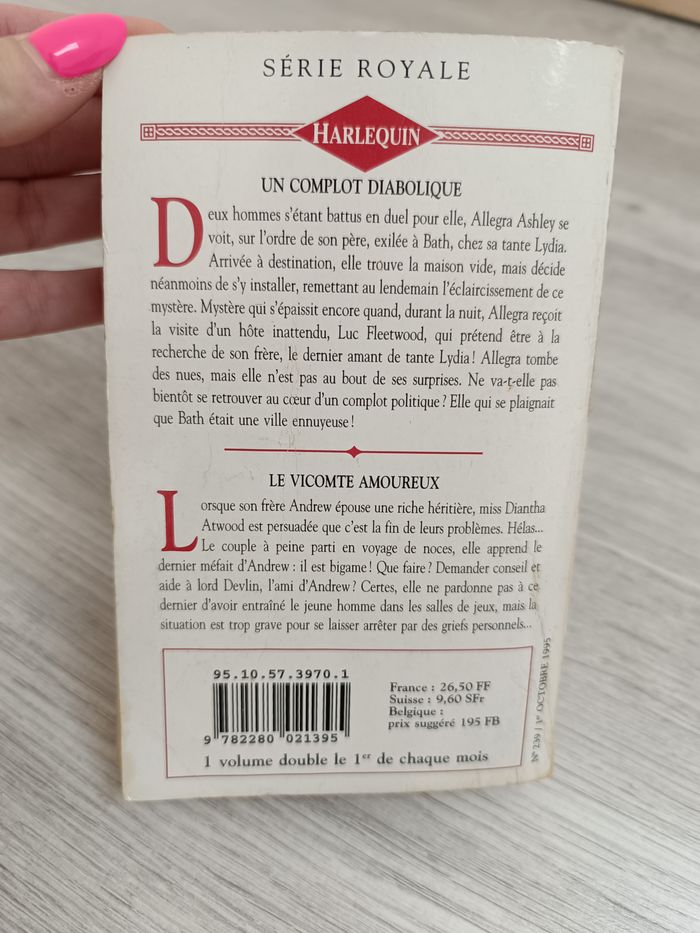 SÉRIE ROYALE
HARLEQUIN
UN COMPLOT DIABOLIQUE
Deux hommes s'étant battus en duel pour elle, Allegra Ashley se
voit, sur l'ordre de son père, exilée à Bath, chez sa tante Lydia.
Arrivée à destination, elle trouve la maison vide, mais décide
néanmoins de s'y installer, remettant au lendemain l'éclaircissement de ce
mystère. Mystère qui s'épaissit encore quand, durant la nuit, Allegra reçoit
la visite d'un hôte inattendu, Luc Fleetwood, qui prétend être à la
recherche de son frère, le dernier amant de tante Lydia! Allegra tombe
des nues, mais elle n'est pas au bout de ses surprises. Ne va-t-elle pas
bientôt se retrouver au cœur d'un complot politique? Elle qui se plaignait
que Bath était une ville ennuyeuse!
LE VICOMTE AMOUREUX
Lorsque son frère Andrew épouse une riche héritière, miss Diantha
Atwood est persuadée que c'est la fin de leurs problèmes. Hélas...
Le couple à peine parti en voyage de noces, elle apprend le
dernier méfait d'Andrew : il est bigame! Que faire? Demander conseil et
aide à lord Devlin, l'ami d'Andrew? Certes, elle ne pardonne pas à ce
dernier d'avoir entraîné le jeune homme dans les salles de jeux, mais la
situation est trop grave pour se laisser arrêter par des griefs personnels...
95.10.57.3970.1
9 782280 021395
France : 26,50 FF
Suisse : 9,60 SFr
Belgique :
prix suggéré 195 FB
1 volume double le 1er de chaque mois
N° 239 / 1er OCTOBRE 1995